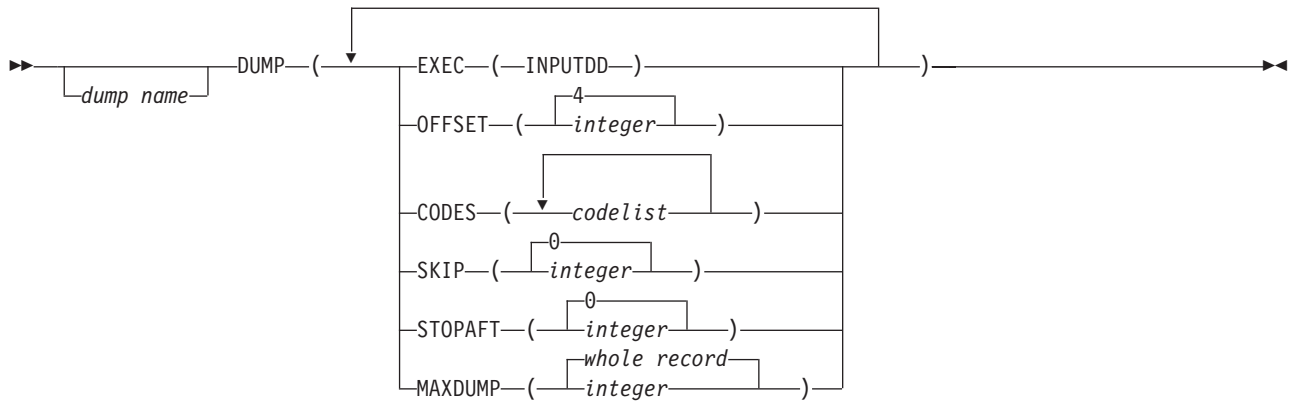 DUMP ( EXEC ( INPUTDD ) )
dump name
4
OFFSET ( integer )
CODES ( codelist )
0
SKIP ( integer )
0
STOPAFT ( integer )
whole record
MAXDUMP ( integer )